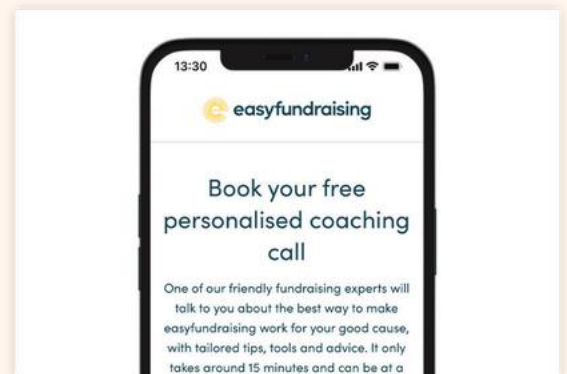 13:30
easyfundraising
Book your free
personalised coaching
call
One of our friendly fundraising experts will
talk to you about the best way to make
easyfundraising work for your good cause,
with tailored tips, tools and advice. It only
takes around 15 minutes and can be at a